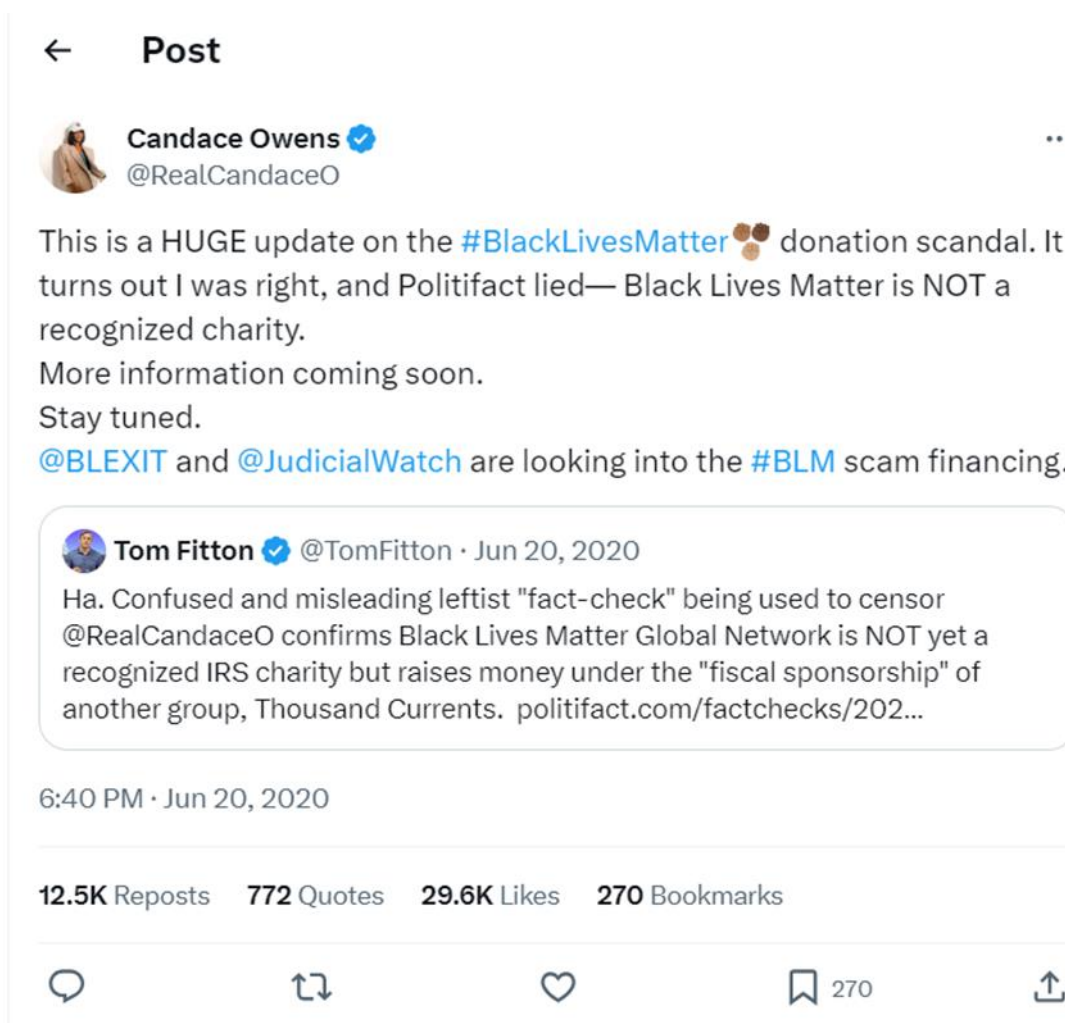 Post
Candace Owens
@RealCandaceO
This is a HUGE update on the #BlackLivesMatter✊🏾✊🏿✊🏽 donation scandal. It
turns out I was right, and Politifact lied— Black Lives Matter is NOT a
recognized charity.
More information coming soon.
Stay tuned.
@BLEXIT and @JudicialWatch are looking into the #BLM scam financing.
Tom Fitton @TomFitton · Jun 20, 2020
Ha. Confused and misleading leftist "fact-check" being used to censor
@RealCandaceO confirms Black Lives Matter Global Network is NOT yet a
recognized IRS charity but raises money under the "fiscal sponsorship" of
another group, Thousand Currents. politifact.com/factchecks/202...
6:40 PM · Jun 20, 2020
12.5K Reposts 772 Quotes 29.6K Likes 270 Bookmarks
270